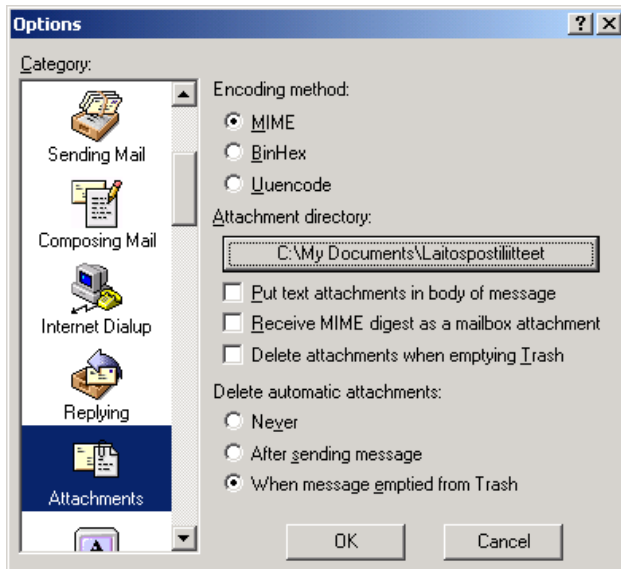 Options
Category:
Sending Mail
Composing Mail
Internet Dialup
Replying
Attachments
A
Encoding method:
MIME
BinHex
Uuencode
Attachment directory:
C:\My Documents\Laitospostiliitteet
Put text attachments in body of message
Receive MIME digest as a mailbox attachment
Delete attachments when emptying Trash
Delete automatic attachments:
Never
After sending message
When message emptied from Trash
OK Cancel